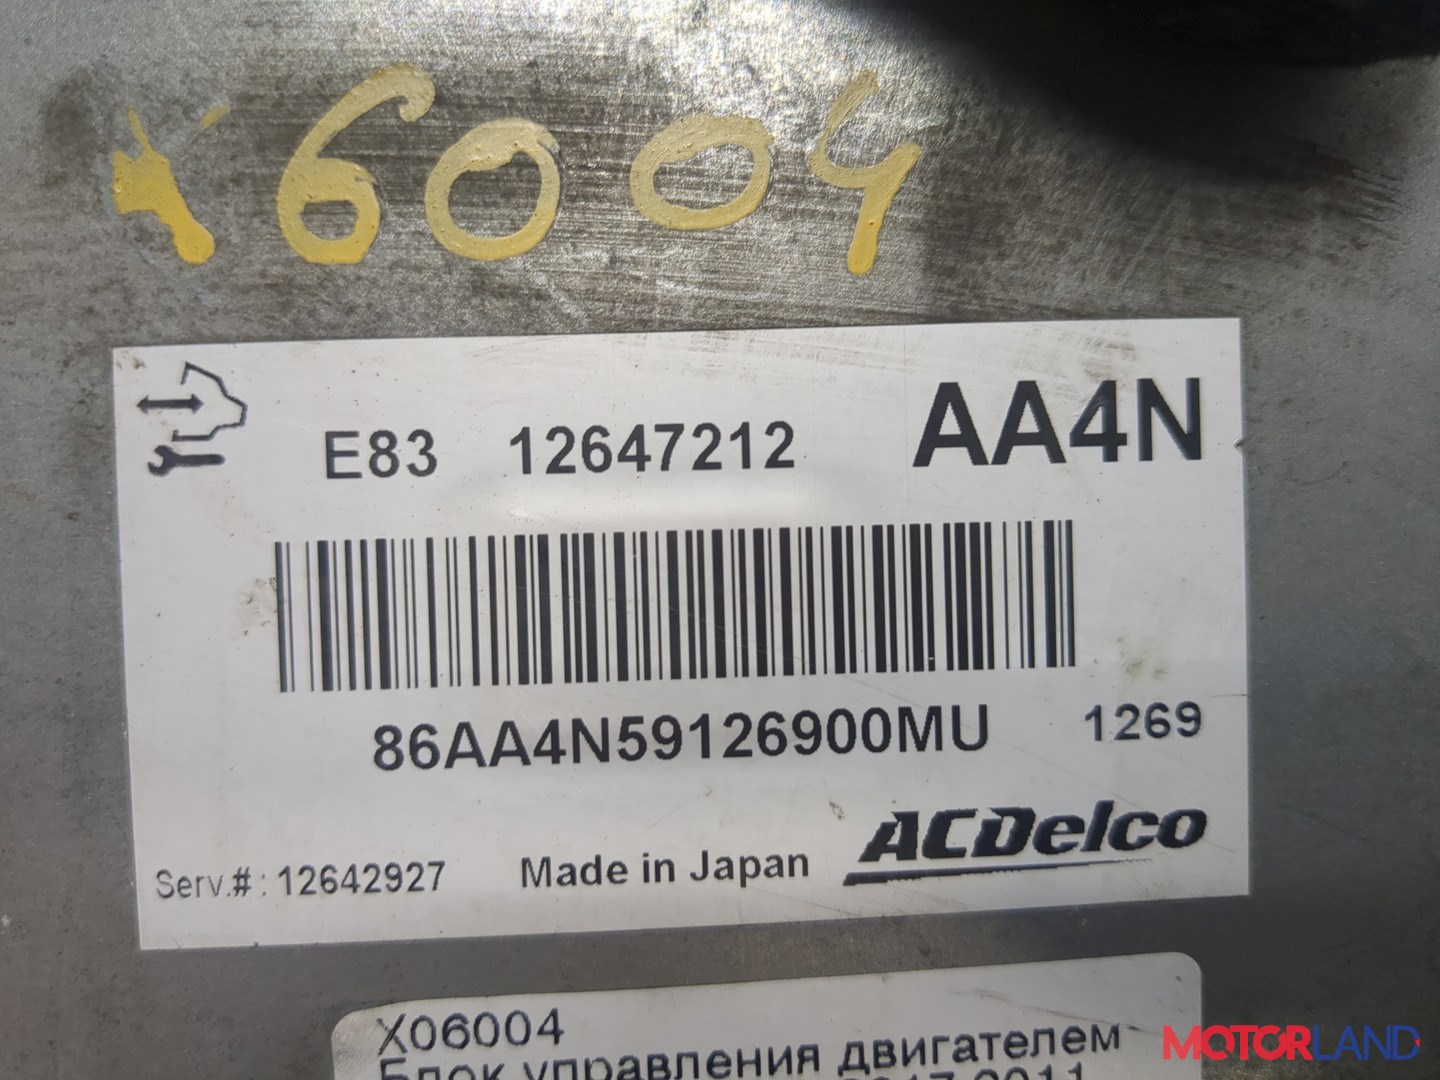 6004
E83 12647212 AA4N
86AA4N59126900MU 1269
ACDelco
Serv.#: 12642927 Made in Japan
X06004
Блок управления двигателем
MOTORLAND